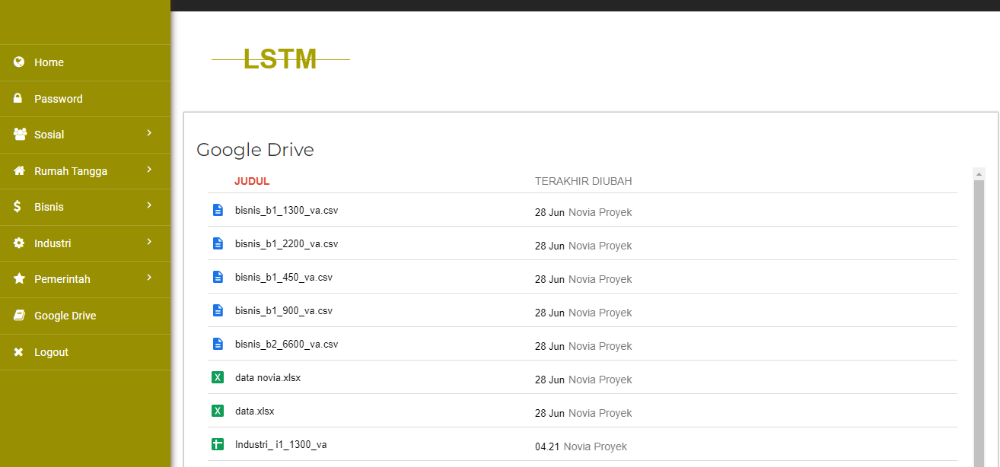 Home
Password
Sosial
Rumah Tangga
Bisnis
Industri
Pemerintah
Google Drive
Logout
LSTM
Google Drive
JUDUL TERAKHIR DIUBAH
bisnis_b1_1300_va.csv 28 Jun Novia Proyek
bisnis_b1_2200_va.csv 28 Jun Novia Proyek
bisnis_b1_450_va.csv 28 Jun Novia Proyek
bisnis_b1_900_va.csv 28 Jun Novia Proyek
bisnis_b2_6600_va.csv 28 Jun Novia Proyek
data novia.xlsx 28 Jun Novia Proyek
data.xlsx 28 Jun Novia Proyek
Industri_ i1_1300_va 04.21 Novia Proyek